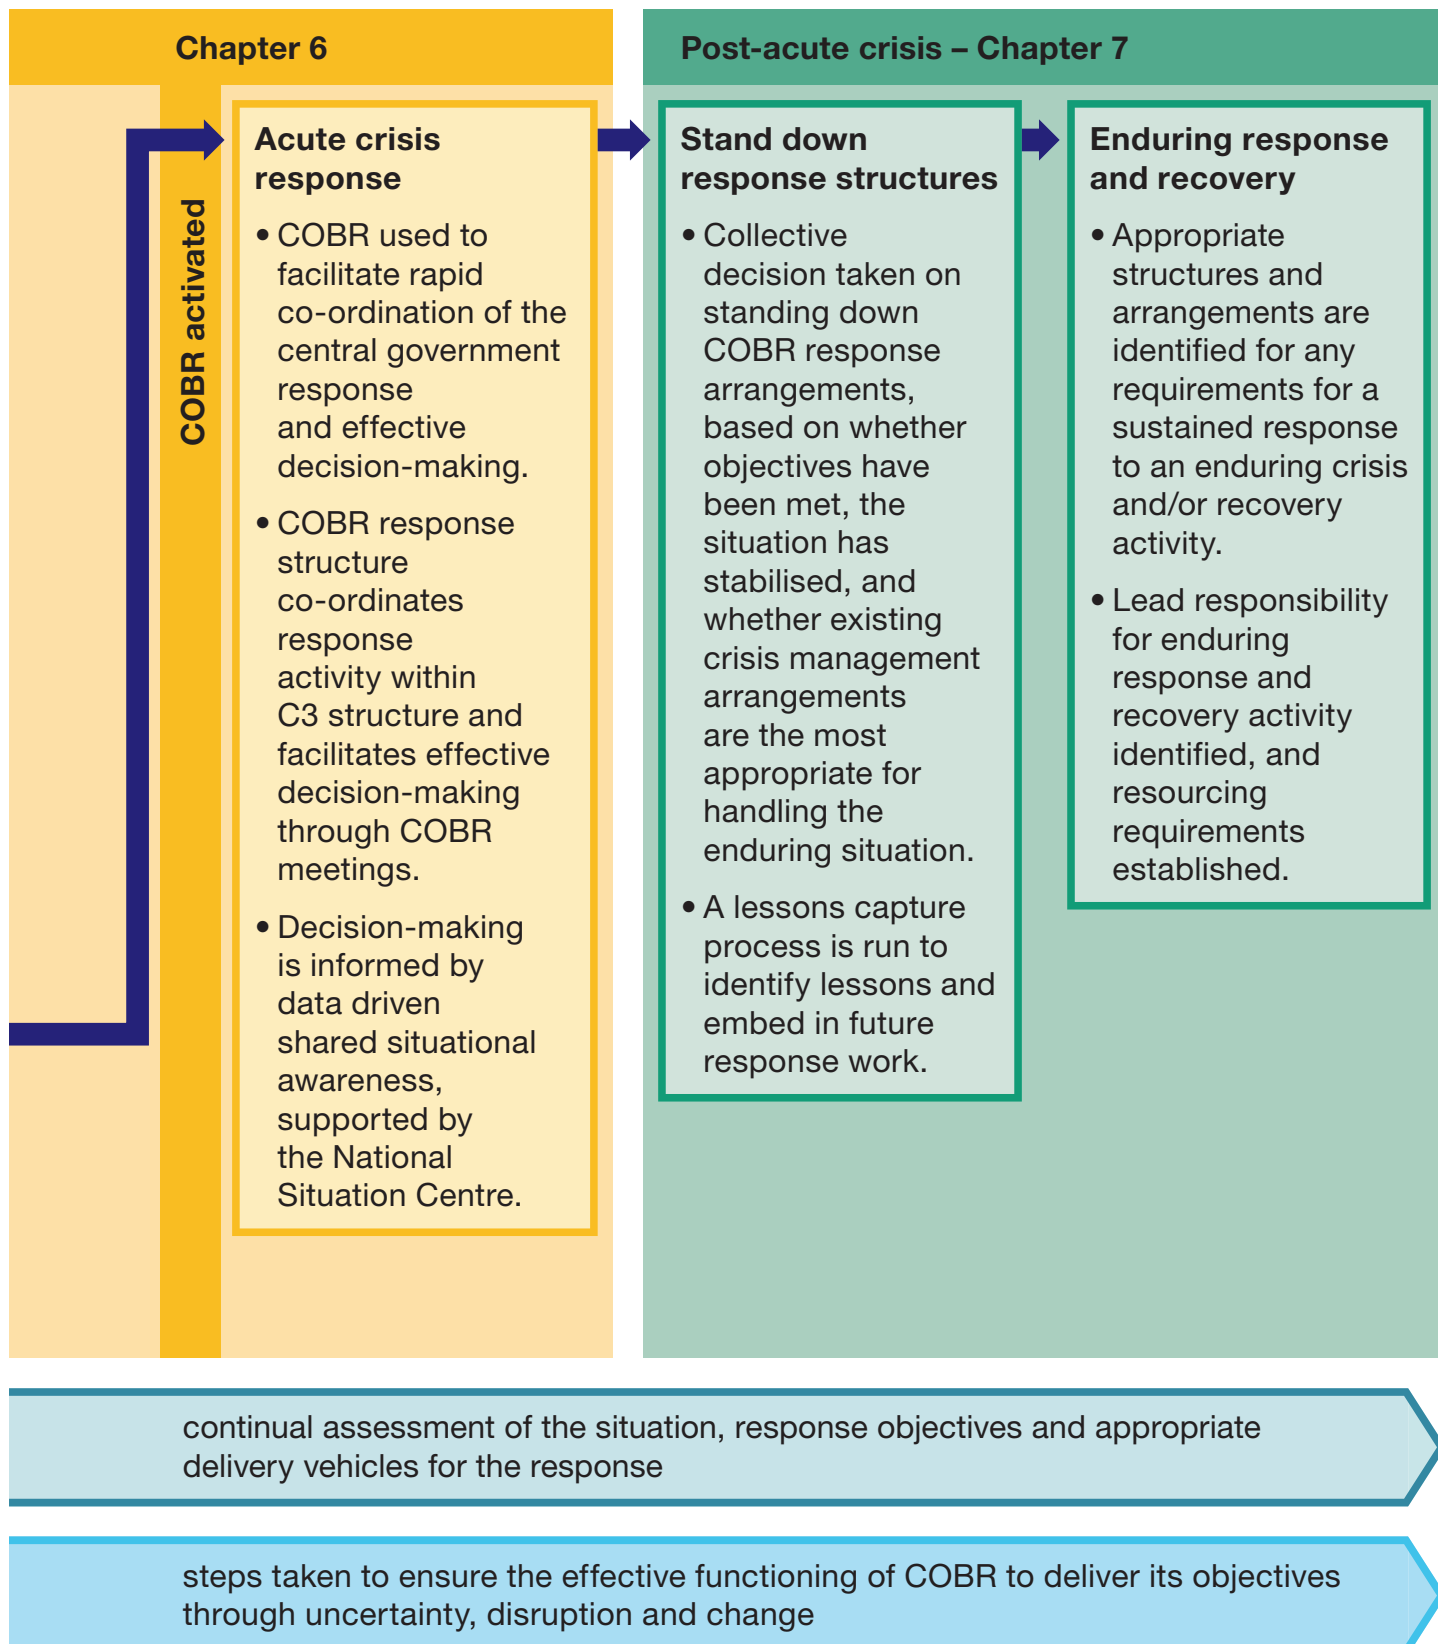 Chapter 6
Post-acute crisis – Chapter 7
COBR activated
Acute crisis
response
• COBR used to
facilitate rapid
co-ordination of the
central government
response
and effective
decision-making.
• COBR response
structure
co-ordinates
response
activity within
C3 structure and
facilitates effective
decision-making
through COBR
meetings.
• Decision-making
is informed by
data driven
shared situational
awareness,
supported by
the National
Situation Centre.
Stand down
response structures
• Collective
decision taken on
standing down
COBR response
arrangements,
based on whether
objectives have
been met, the
situation has
stabilised, and
whether existing
crisis management
arrangements
are the most
appropriate for
handling the
enduring situation.
• A lessons capture
process is run to
identify lessons and
embed in future
response work.
Enduring response
and recovery
• Appropriate
structures and
arrangements are
identified for any
requirements for a
sustained response
to an enduring crisis
and/or recovery
activity.
• Lead responsibility
for enduring
response and
recovery activity
identified, and
resourcing
requirements
established.
continual assessment of the situation, response objectives and appropriate
delivery vehicles for the response
steps taken to ensure the effective functioning of COBR to deliver its objectives
through uncertainty, disruption and change